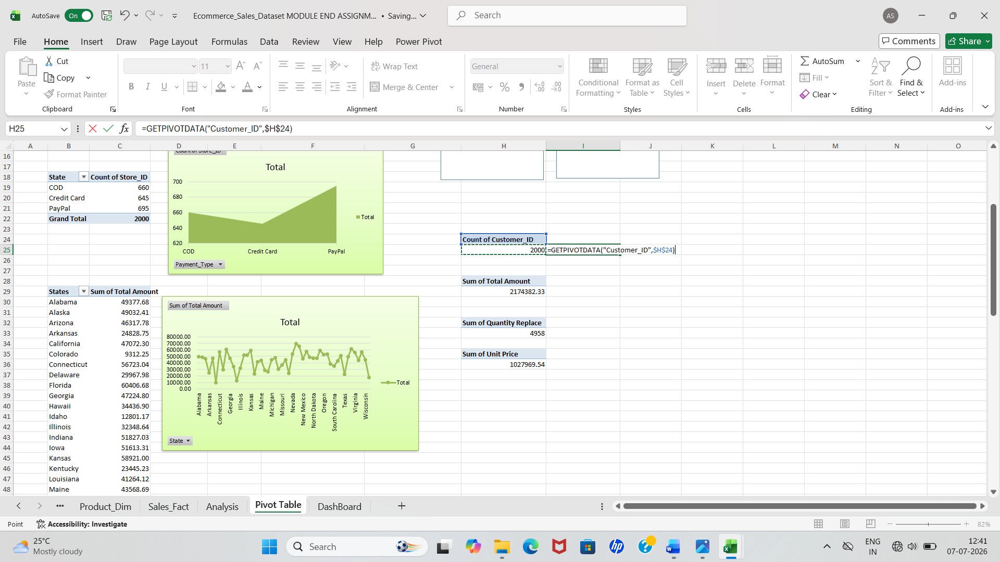 AutoSave On Ecommerce_Sales_Dataset MODULE END ASSIGNM... • Saving... Search AS
File Home Insert Draw Page Layout Formulas Data Review View Help Power Pivot Comments Share
Paste Cut Copy Format Painter Clipboard
11 B I U A Font
Wrap Text Merge & Center Alignment
General % Number
Conditional Formatting Format as Table Cell Styles Styles
Insert Delete Format Cells
AutoSum Fill Clear Sort & Filter Find & Select Editing
Add-ins Add-ins
H25 fx =GETPIVOTDATA("Customer_ID",$H$24)
A B C D E F G H I J K L M N O
16
17
18 State Count of Store_ID
19 COD 660
20 Credit Card 645
21 PayPal 695
22 Grand Total 2000
23
24 Count of Customer_ID
25 2000 =GETPIVOTDATA("Customer_ID",$H$24)
26
27
28 Sum of Total Amount
29 States Sum of Total Amount 2174382.33
30 Alabama 49377.68
31 Alaska 49032.41
32 Arizona 46317.78 Sum of Quantity Replace
33 Arkansas 24828.75 4958
34 California 47072.30
35 Colorado 9312.25 Sum of Unit Price
36 Connecticut 56723.04 1027969.54
37 Delaware 29967.98
38 Florida 60406.68
39 Georgia 47224.80
40 Hawaii 34436.90
41 Idaho 12801.17
42 Illinois 32348.64
43 Indiana 51827.03
44 Iowa 51613.31
45 Kansas 58921.00
46 Kentucky 23445.23
47 Louisiana 41264.12
48 Maine 43568.69
Count of Store_ID
Total
700
680
660
640
620
COD Credit Card PayPal
Total
Payment_Type
Sum of Total Amount
Total
80000.00
70000.00
60000.00
50000.00
40000.00
30000.00
20000.00
10000.00
0.00
Alabama Arkansas Connecticut Georgia Illinois Kansas Maine Michigan Missouri Nevada New Mexico North Dakota Oregon South Carolina Texas Virginia Wisconsin
Total
State
Product_Dim Sales_Fact Analysis Pivot Table DashBoard
Point Accessibility: Investigate 82%
25°C
Mostly cloudy
Search
ENG
IN
12:41
07-07-2026